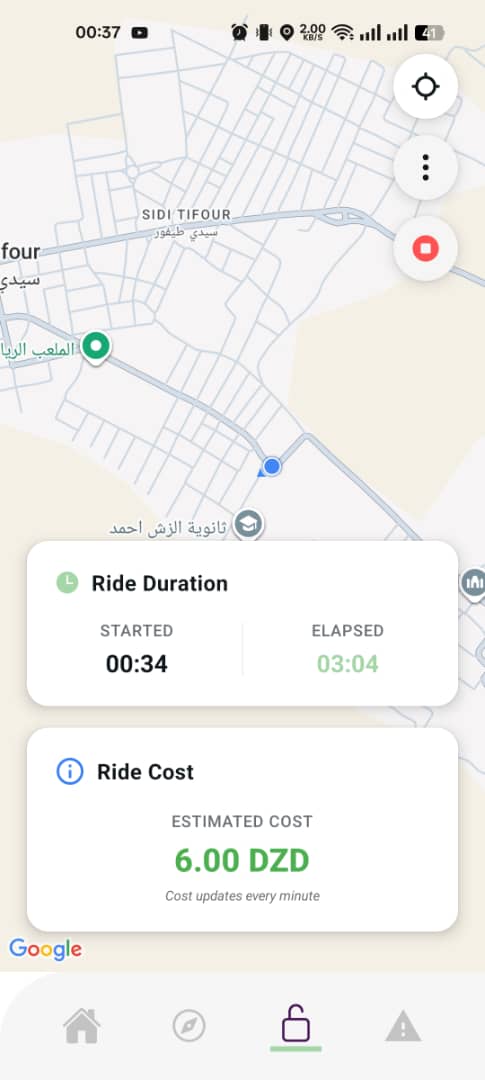 00:37
2.00
KB/S
41
SIDI TIFOUR
سيدي طيفور
four
سيدي
الملعب الريا
ثانوية الزش احمد
Ride Duration
STARTED
ELAPSED
00:34
03:04
Ride Cost
ESTIMATED COST
6.00 DZD
Cost updates every minute
Google